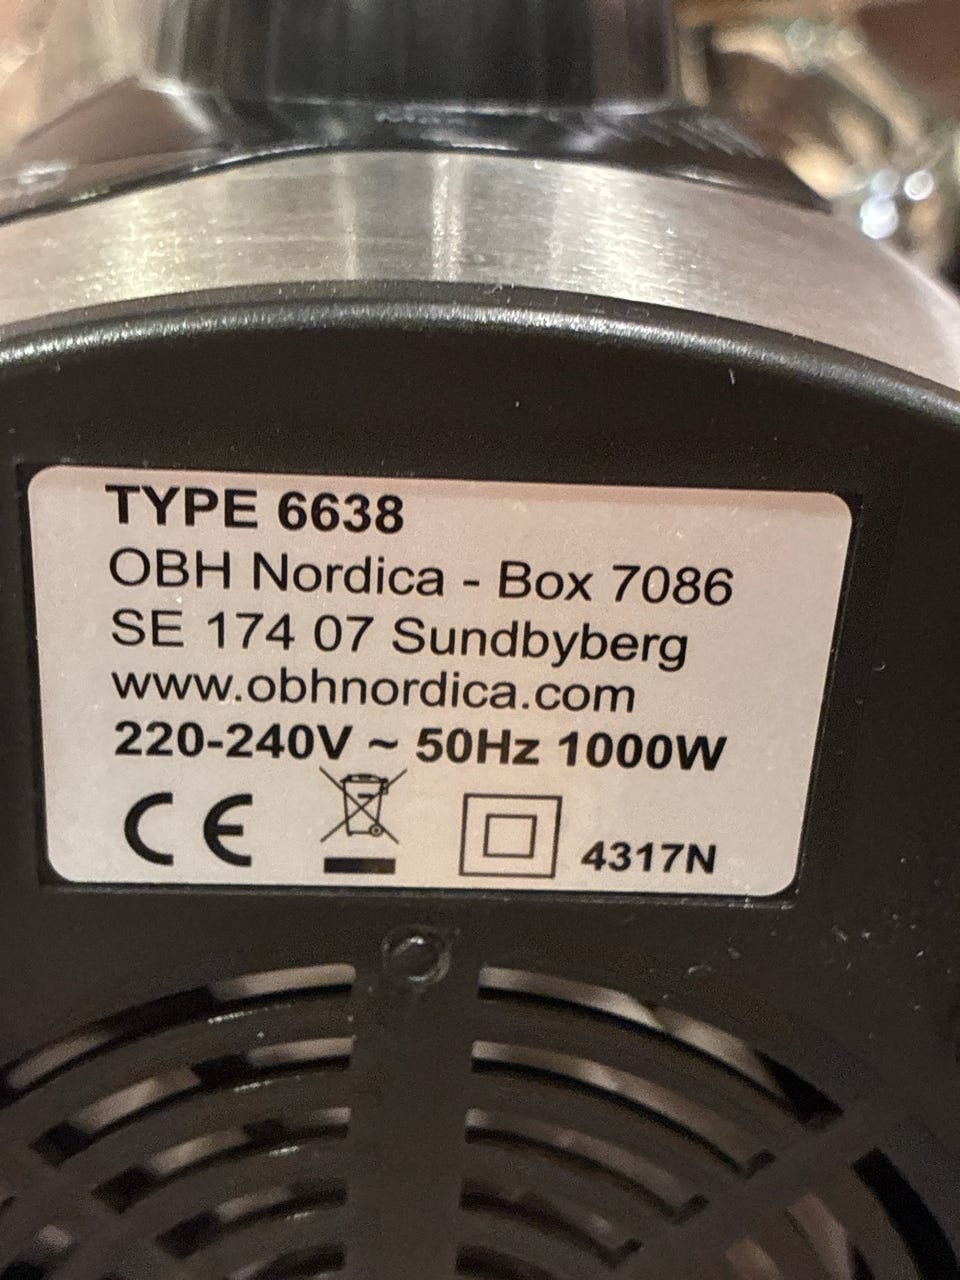 TYPE 6638
OBH Nordica - Box 7086
SE 174 07 Sundbyberg
www.obhnordica.com
220-240V ~ 50Hz 1000W
CE 4317N